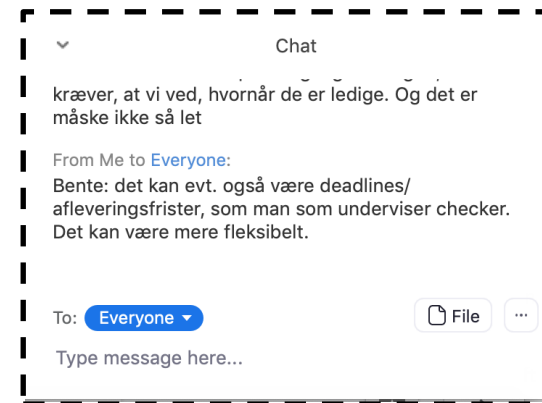 Chat
kræver, at vi ved, hvornår de er ledige. Og det er
måske ikke så let
From Me to Everyone:
Bente: det kan evt. også være deadlines/
afleveringsfrister, som man som underviser checker.
Det kan være mere fleksibelt.
To: Everyone
File
...
Type message here...